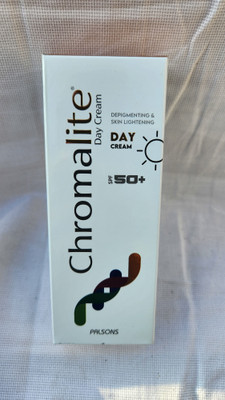 Chromalite®
Day Cream
DEPIGMENTING &
SKIN LIGHTENING
DAY
CREAM
SPF 50+
PALSONS